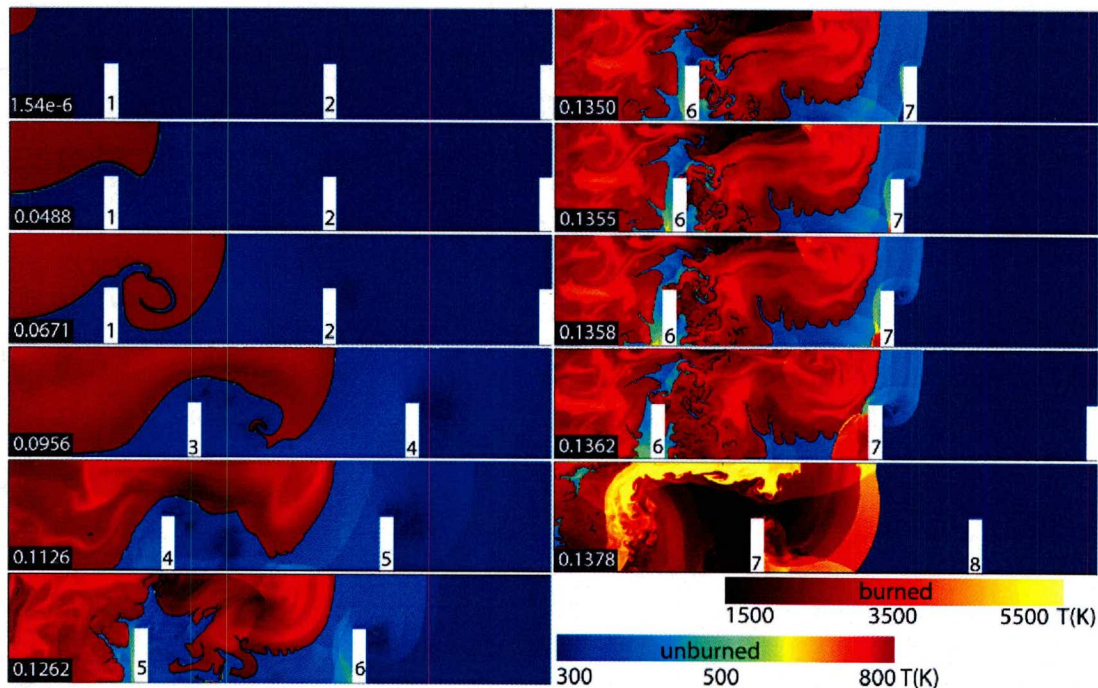 1.54e-6 1 2
0.0488 1 2
0.0671 1 2
0.0956 3 4
0.1126 4 5
0.1262 5 6
0.1350 6 7
0.1355 6 7
0.1358 6 7
0.1362 6 7
0.1378 7 8
burned
1500 3500 5500 T(K)
unburned
300 500 800 T(K)